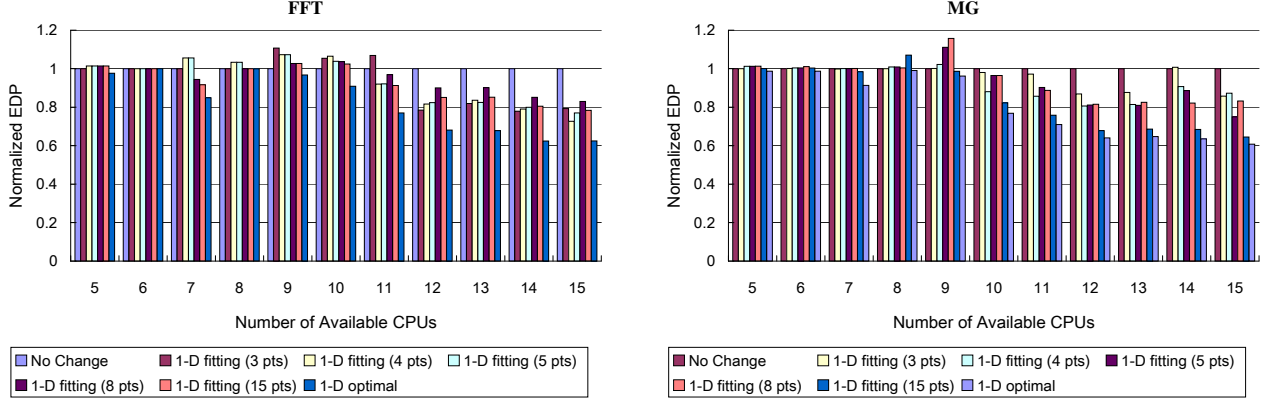 FFT
1.2
1
0.8
0.6
0.4
0.2
0
Normalized EDP
5 6 7 8 9 10 11 12 13 14 15
Number of Available CPUs
No Change 1-D fitting (3 pts) 1-D fitting (4 pts) 1-D fitting (5 pts)
1-D fitting (8 pts) 1-D fitting (15 pts) 1-D optimal
MG
1.2
1
0.8
0.6
0.4
0.2
0
Normalized EDP
5 6 7 8 9 10 11 12 13 14 15
Number of Available CPUs
No Change 1-D fitting (3 pts) 1-D fitting (4 pts) 1-D fitting (5 pts)
1-D fitting (8 pts) 1-D fitting (15 pts) 1-D optimal